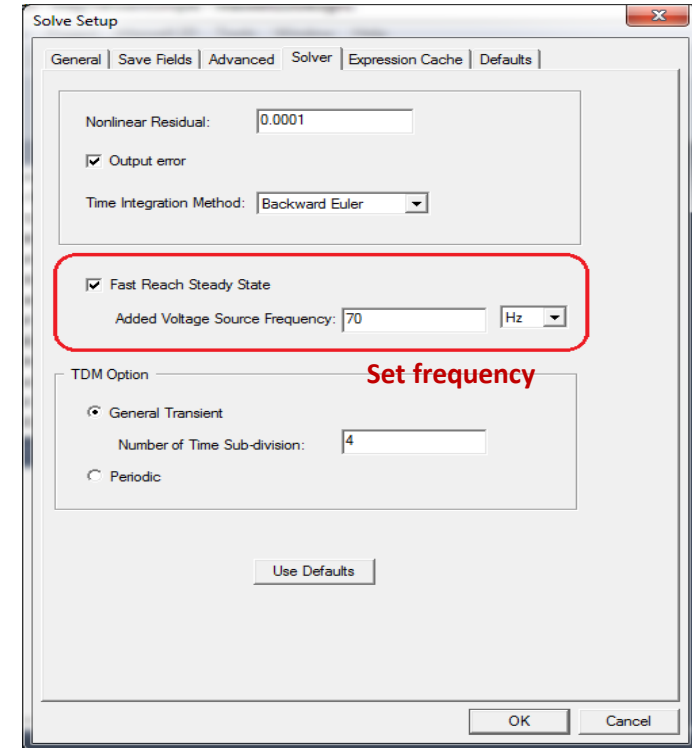 Solve Setup
General Save Fields Advanced Solver Expression Cache Defaults
Nonlinear Residual: 0.0001
Output error
Time Integration Method: Backward Euler
Fast Reach Steady State
Added Voltage Source Frequency: 70 Hz
Set frequency
TDM Option
General Transient
Number of Time Sub-division: 4
Periodic
Use Defaults
OK Cancel